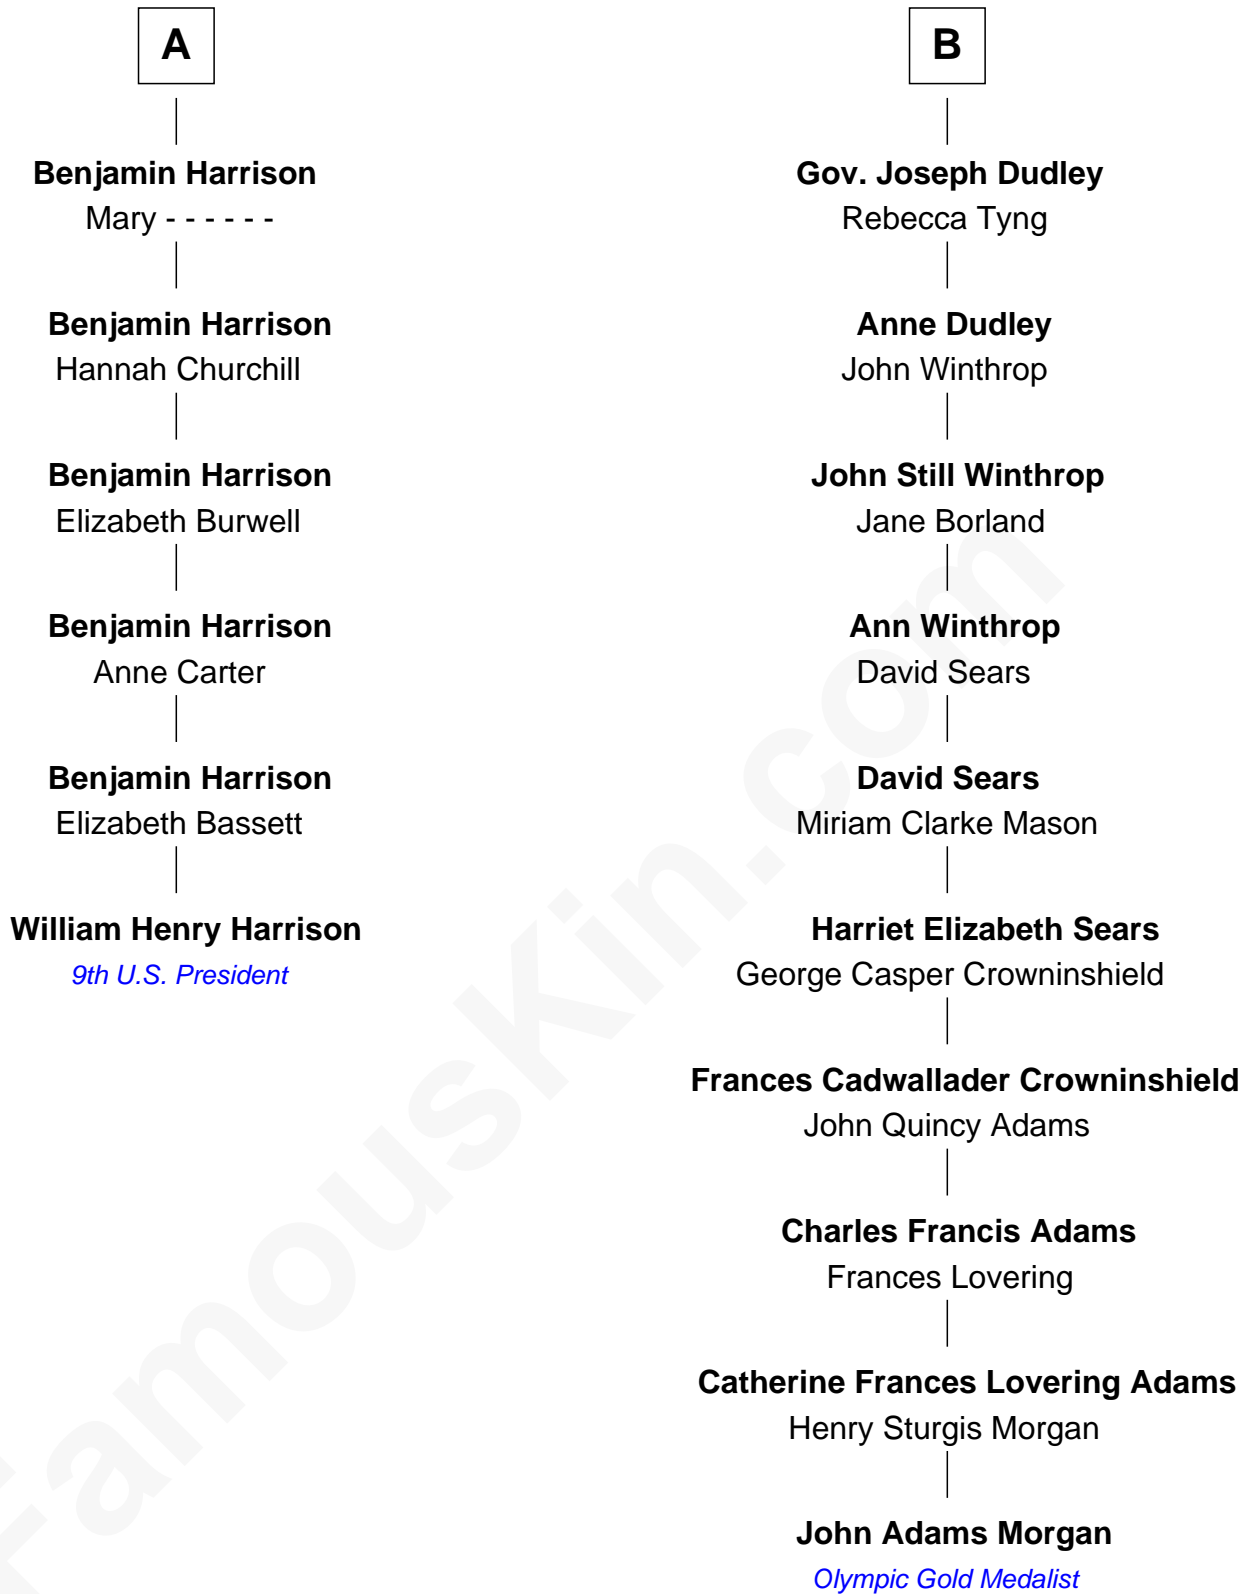 A
Benjamin Harrison
Mary - - - - - -
Benjamin Harrison
Hannah Churchill
Benjamin Harrison
Elizabeth Burwell
Benjamin Harrison
Anne Carter
Benjamin Harrison
Elizabeth Bassett
William Henry Harrison
9th U.S. President
B
Gov. Joseph Dudley
Rebecca Tyng
Anne Dudley
John Winthrop
John Still Winthrop
Jane Borland
Ann Winthrop
David Sears
David Sears
Miriam Clarke Mason
Harriet Elizabeth Sears
George Casper Crowninshield
Frances Cadwallader Crowninshield
John Quincy Adams
Charles Francis Adams
Frances Lovering
Catherine Frances Lovering Adams
Henry Sturgis Morgan
John Adams Morgan
Olympic Gold Medalist
FamousKin.com